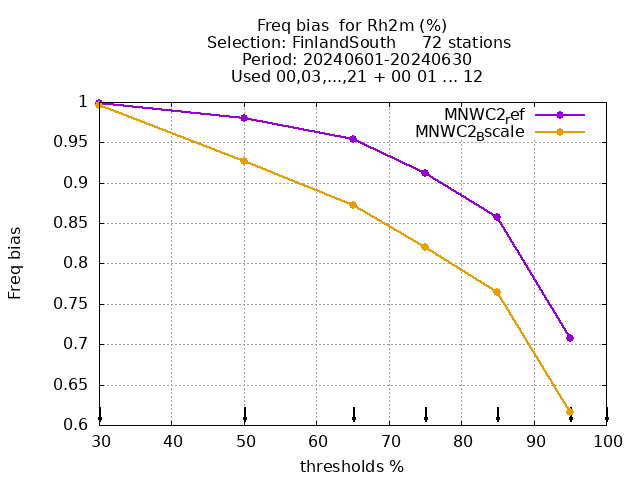 Freq bias  for Rh2m (%)
Selection: FinlandSouth     72 stations
Period: 20240601-20240630
Used 00,03,...,21 + 00 01 ... 12
MNWC2ref
MNWC2Bscale
1
0.95
0.9
0.85
0.8
0.75
0.7
0.65
0.6
Freq bias
30 40 50 60 70 80 90 100
thresholds %